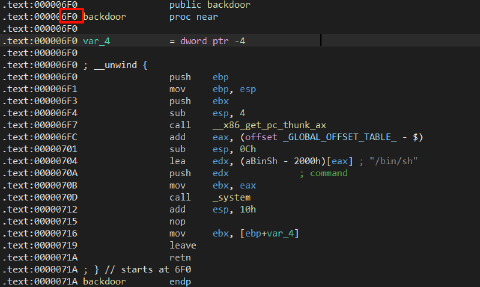 .text:000006F0 public backdoor
.text:000006F0 backdoor proc near
.text:000006F0
.text:000006F0 var_4 = dword ptr -4
.text:000006F0
.text:000006F0 ; __unwind {
.text:000006F0 push ebp
.text:000006F1 mov ebp, esp
.text:000006F3 push ebx
.text:000006F4 sub esp, 4
.text:000006F7 call __x86_get_pc_thunk_ax
.text:000006FC add eax, (offset _GLOBAL_OFFSET_TABLE_ - $)
.text:00000701 sub esp, 0Ch
.text:00000704 lea edx, (aBinSh - 2000h)[eax] ; "/bin/sh"
.text:0000070A push edx ; command
.text:0000070B mov ebx, eax
.text:0000070D call _system
.text:00000712 add esp, 10h
.text:00000715 nop
.text:00000716 mov ebx, [ebp+var_4]
.text:00000719 leave
.text:0000071A retn
.text:0000071A ; } // starts at 6F0
.text:0000071A backdoor endp